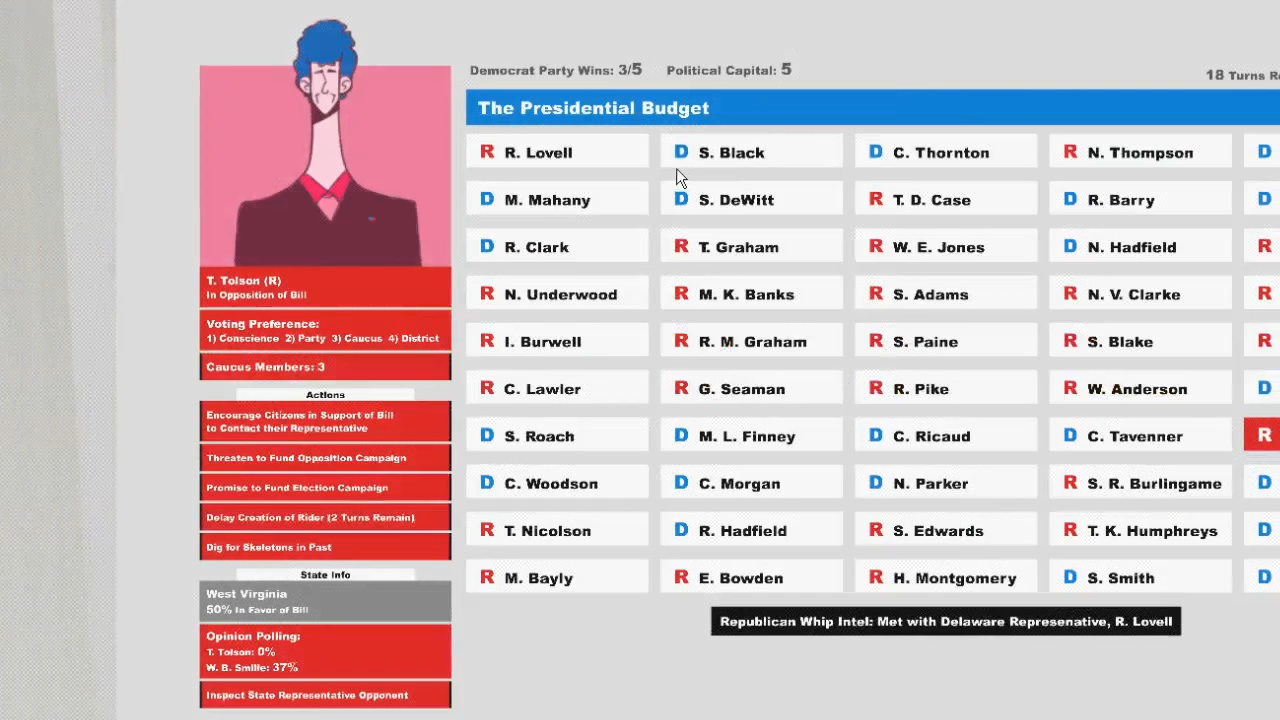 Democrat Party Wins: 3/5 Political Capital: 5
18 Turns
The Presidential Budget
R R. Lovell D S. Black D C. Thornton R N. Thompson D
D M. Mahany D S. DeWitt R T. D. Case D R. Barry D
D R. Clark R T. Graham R W. E. Jones D N. Hadfield R
R N. Underwood R M. K. Banks R S. Adams R N. V. Clarke R
R I. Burwell R R. M. Graham R S. Paine R S. Blake R
R C. Lawler R G. Seaman R R. Pike R W. Anderson D
D S. Roach D M. L. Finney D C. Ricaud D C. Tavenner R
D C. Woodson D C. Morgan D N. Parker R S. R. Burlingame D
R T. Nicolson D R. Hadfield R S. Edwards R T. K. Humphreys D
R M. Bayly R E. Bowden R H. Montgomery D S. Smith D
Republican Whip Intel: Met with Delaware Represenative, R. Lovell
T. Tolson (R)
In Opposition of Bill
Voting Preference:
1) Conscience 2) Party 3) Caucus 4) District
Caucus Members: 3
Actions
Encourage Citizens in Support of Bill
to Contact their Representative
Threaten to Fund Opposition Campaign
Promise to Fund Election Campaign
Delay Creation of Rider (2 Turns Remain)
Dig for Skeletons in Past
State Info
West Virginia
50% In Favor of Bill
Opinion Polling:
T. Tolson: 0%
W. B. Smilie: 37%
Inspect State Representative Opponent